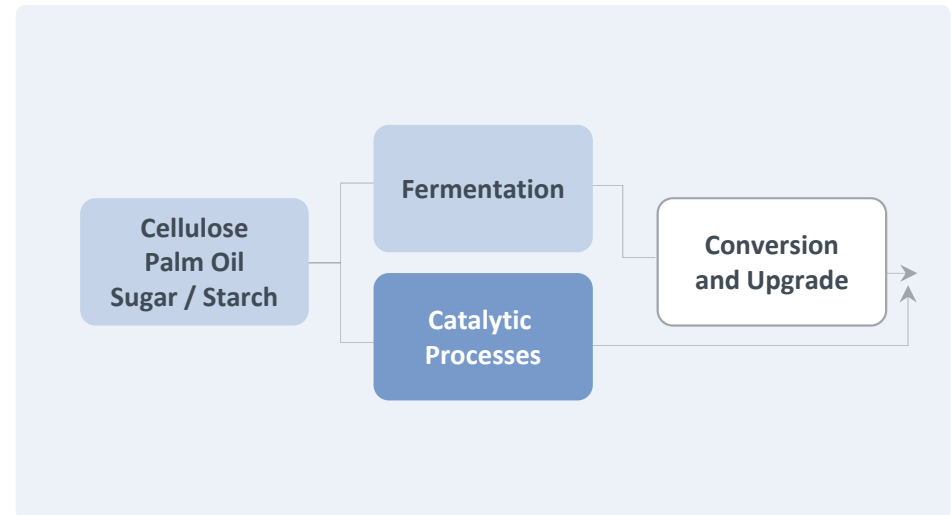 Cellulose
Palm Oil
Sugar / Starch
Fermentation
Catalytic
Processes
Conversion
and Upgrade